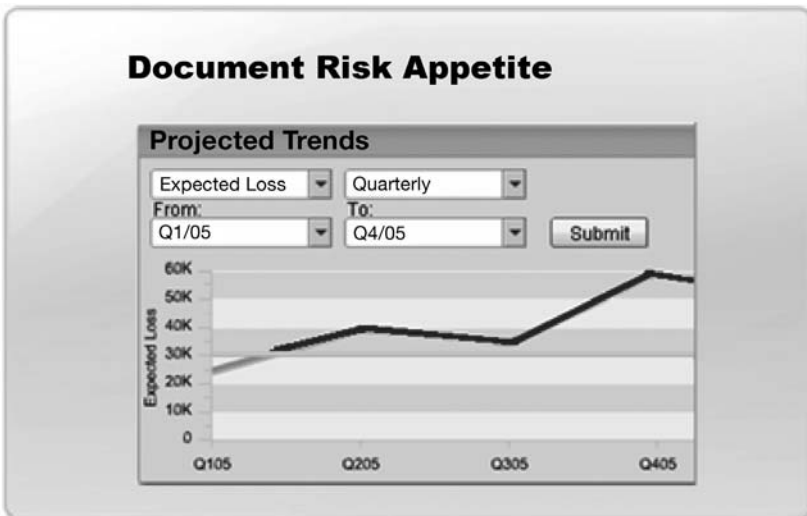 Document Risk Appetite
Projected Trends
Expected Loss Quarterly
From: To:
Q1/05 Q4/05 Submit
60K
50K
40K
30K
20K
10K
0
Expected Loss
Q105 Q205 Q305 Q405